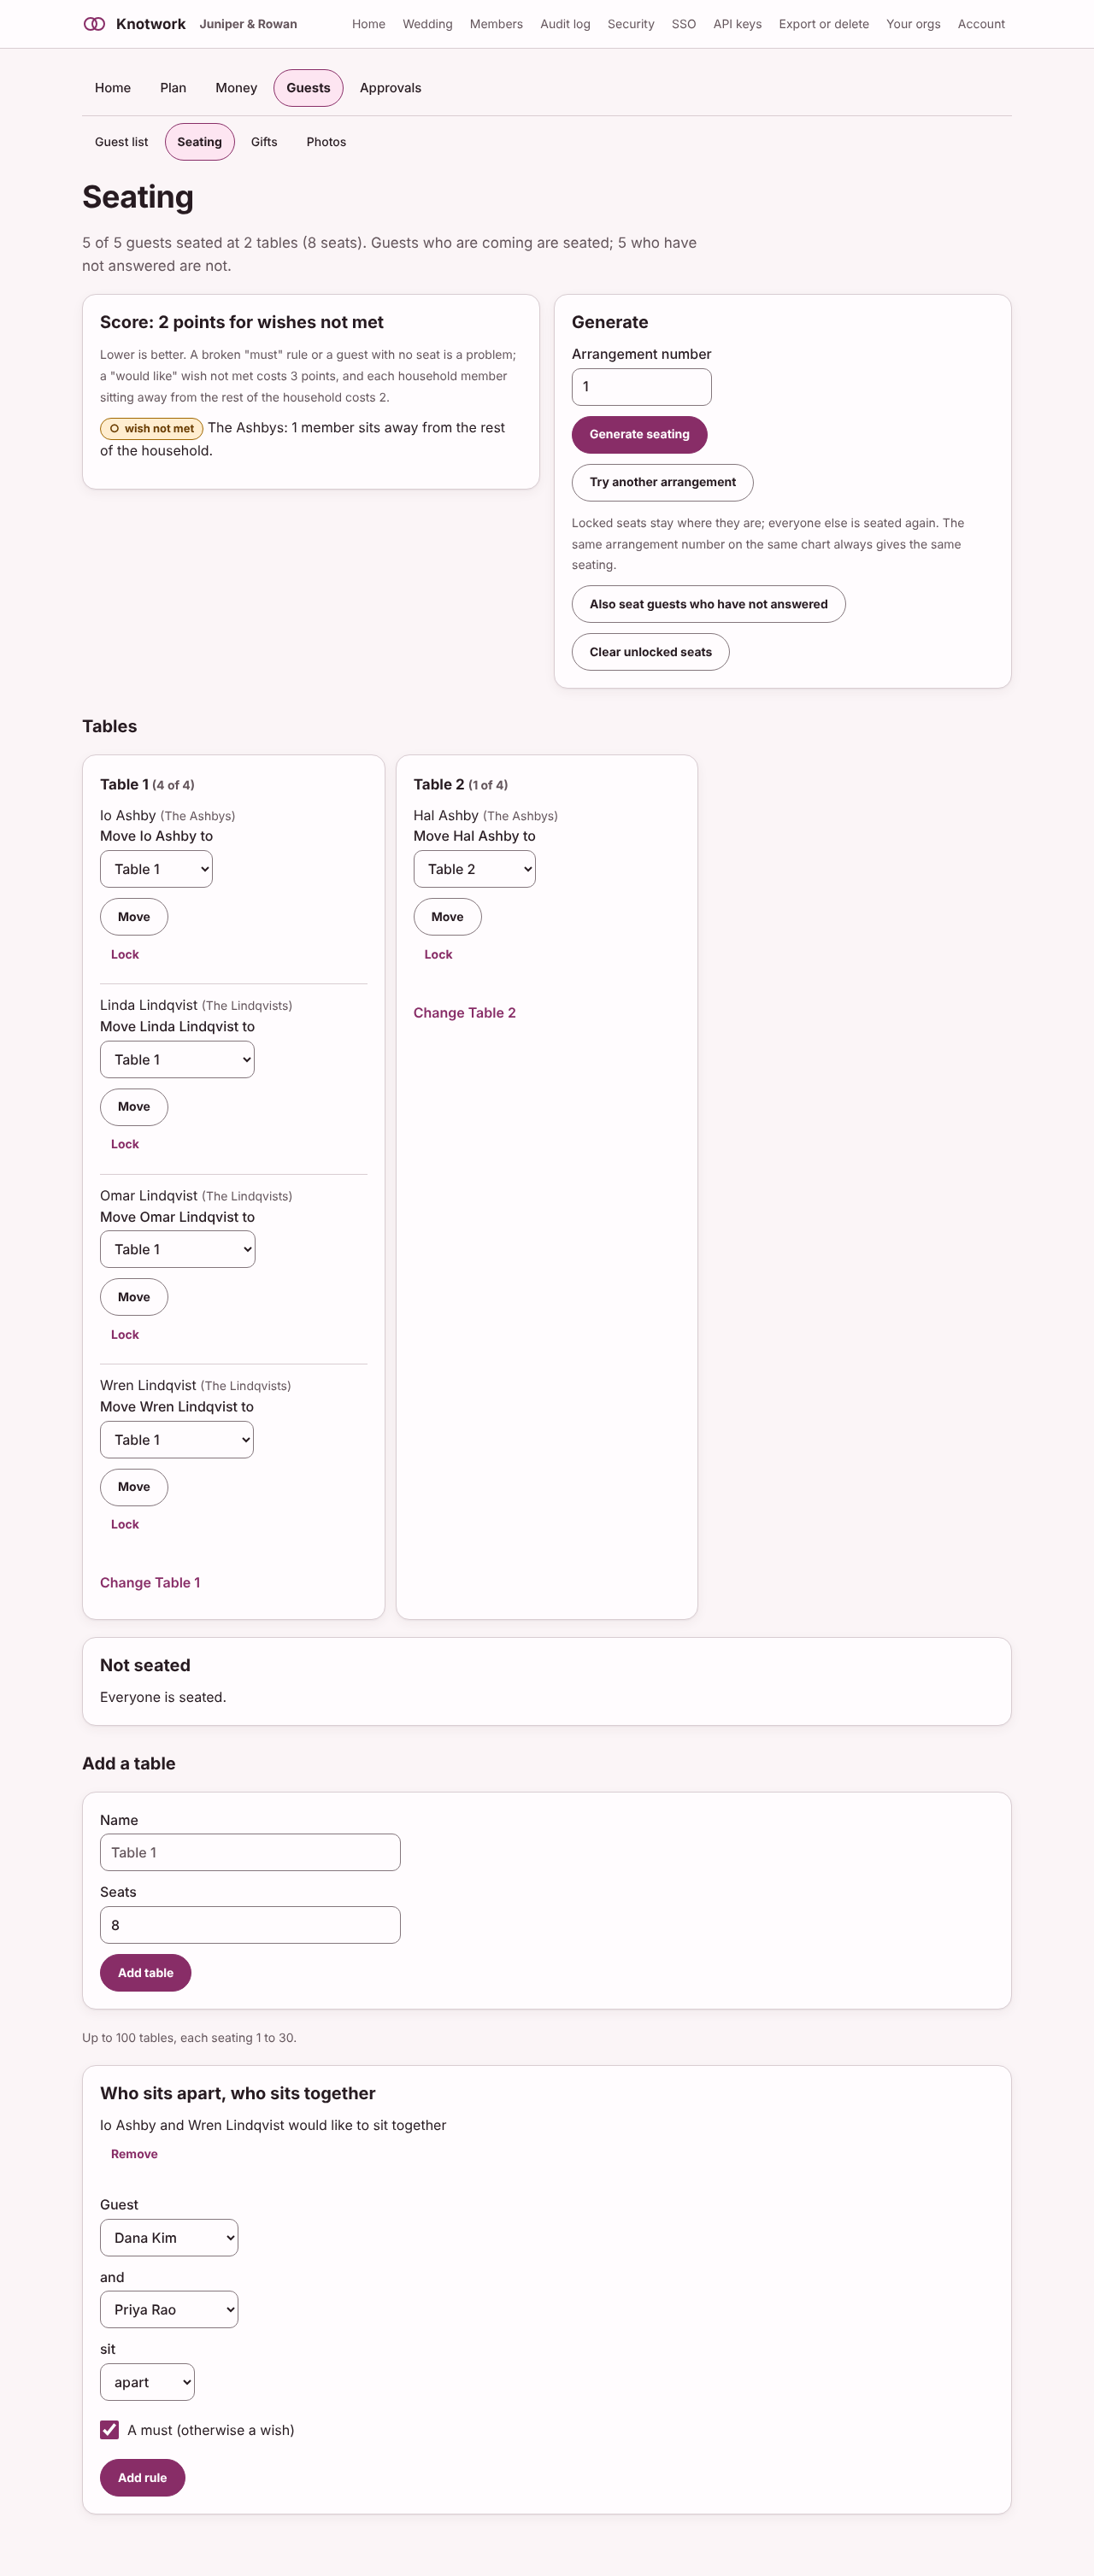 Knotwork Juniper & Rowan Home Wedding Members Audit log Security SSO API keys Export or delete Your orgs Account
Home Plan Money Guests Approvals
Guest list Seating Gifts Photos
Seating
5 of 5 guests seated at 2 tables (8 seats). Guests who are coming are seated; 5 who have
not answered are not.
Score: 2 points for wishes not met
Lower is better. A broken "must" rule or a guest with no seat is a problem;
a "would like" wish not met costs 3 points, and each household member
sitting away from the rest of the household costs 2.
wish not met The Ashbys: 1 member sits away from the rest
of the household.
Generate
Arrangement number
1
Generate seating
Try another arrangement
Locked seats stay where they are; everyone else is seated again. The
same arrangement number on the same chart always gives the same
seating.
Also seat guests who have not answered
Clear unlocked seats
Tables
Table 1 (4 of 4)
Io Ashby (The Ashbys)
Move Io Ashby to
Table 1
Move
Lock
Linda Lindqvist (The Lindqvists)
Move Linda Lindqvist to
Table 1
Move
Lock
Omar Lindqvist (The Lindqvists)
Move Omar Lindqvist to
Table 1
Move
Lock
Wren Lindqvist (The Lindqvists)
Move Wren Lindqvist to
Table 1
Move
Lock
Change Table 1
Table 2 (1 of 4)
Hal Ashby (The Ashbys)
Move Hal Ashby to
Table 2
Move
Lock
Change Table 2
Not seated
Everyone is seated.
Add a table
Name
Table 1
Seats
8
Add table
Up to 100 tables, each seating 1 to 30.
Who sits apart, who sits together
Io Ashby and Wren Lindqvist would like to sit together
Remove
Guest
Dana Kim
and
Priya Rao
sit
apart
A must (otherwise a wish)
Add rule